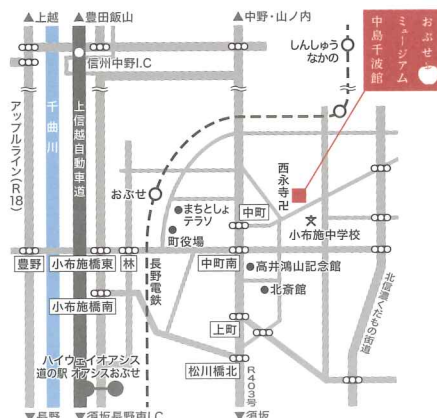 ▲上越
▲豊田飯山
▲中野・山ノ内
おぶせ
ミュージアム
中島千波館
しんしゅう
なかの
信州中野I.C
アップルライン(R18)
千曲川
上信越自動車道
おぶせ
まちとしょ
テラソ
町役場
中町
西永寺卍
小布施中学校
豊野
小布施橋東
林
長野電鉄
中町南
高井鴻山記念館
北斎館
小布施橋南
上町
北信濃くだもの街道
ハイウェイオアシス
道の駅 オアシスおぶせ
松川橋北
R403号
▼長野
▼須坂長野東I.C
▼須坂